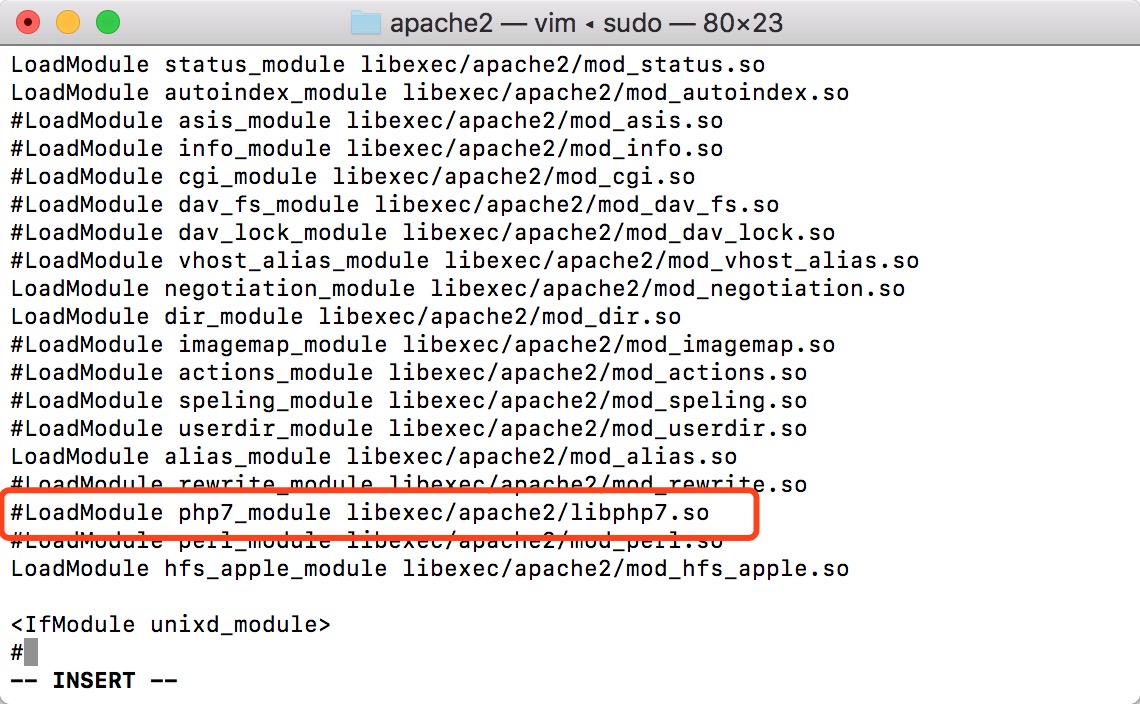 apache2 — vim ◂ sudo — 80×23
LoadModule status_module libexec/apache2/mod_status.so
LoadModule autoindex_module libexec/apache2/mod_autoindex.so
#LoadModule asis_module libexec/apache2/mod_asis.so
#LoadModule info_module libexec/apache2/mod_info.so
#LoadModule cgi_module libexec/apache2/mod_cgi.so
#LoadModule dav_fs_module libexec/apache2/mod_dav_fs.so
#LoadModule dav_lock_module libexec/apache2/mod_dav_lock.so
#LoadModule vhost_alias_module libexec/apache2/mod_vhost_alias.so
LoadModule negotiation_module libexec/apache2/mod_negotiation.so
LoadModule dir_module libexec/apache2/mod_dir.so
#LoadModule imagemap_module libexec/apache2/mod_imagemap.so
#LoadModule actions_module libexec/apache2/mod_actions.so
#LoadModule speling_module libexec/apache2/mod_speling.so
#LoadModule userdir_module libexec/apache2/mod_userdir.so
LoadModule alias_module libexec/apache2/mod_alias.so
#LoadModule rewrite_module libexec/apache2/mod_rewrite.so
#LoadModule php7_module libexec/apache2/libphp7.so
#LoadModule perl_module libexec/apache2/mod_perl.so
LoadModule hfs_apple_module libexec/apache2/mod_hfs_apple.so
<IfModule unixd_module>
#
-- INSERT --